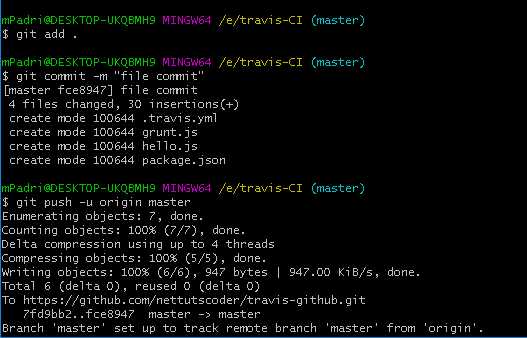 mPadri@DESKTOP-UKQBMH9 MINGW64 /e/travis-CI (master)
$ git add .
mPadri@DESKTOP-UKQBMH9 MINGW64 /e/travis-CI (master)
$ git commit -m "file commit"
[master fce8947] file commit
4 files changed, 30 insertions(+)
create mode 100644 .travis.yml
create mode 100644 grunt.js
create mode 100644 hello.js
create mode 100644 package.json
mPadri@DESKTOP-UKQBMH9 MINGW64 /e/travis-CI (master)
$ git push -u origin master
Enumerating objects: 7, done.
Counting objects: 100% (7/7), done.
Delta compression using up to 4 threads
Compressing objects: 100% (5/5), done.
Writing objects: 100% (6/6), 947 bytes | 947.00 KiB/s, done.
Total 6 (delta 0), reused 0 (delta 0)
To https://github.com/nettutscoder/travis-github.git
7fd9bb2..fce8947  master -> master
Branch 'master' set up to track remote branch 'master' from 'origin'.